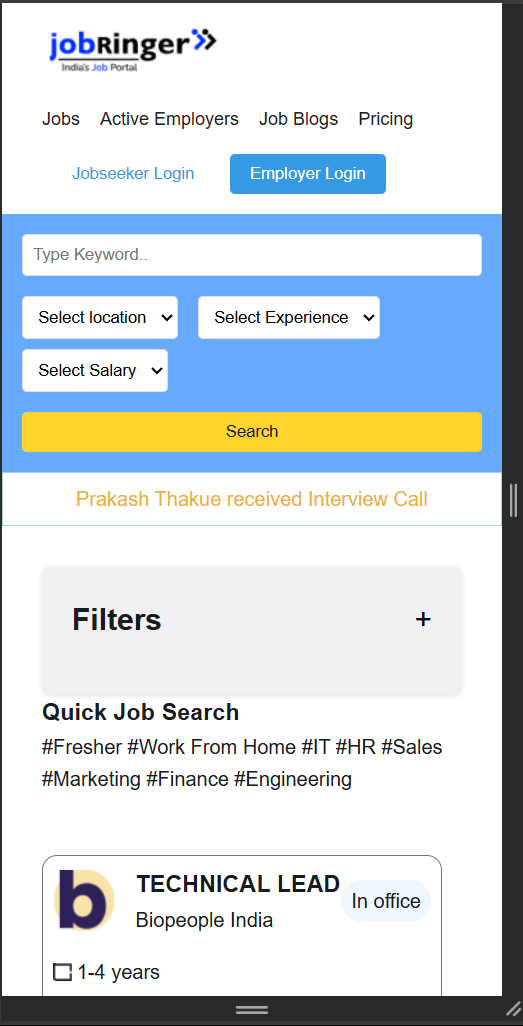 jobRinger
India's Job Portal
Jobs Active Employers Job Blogs Pricing
Jobseeker Login Employer Login
Type Keyword..
Select location Select Experience
Select Salary
Search
Prakash Thakue received Interview Call
Filters +
Quick Job Search
#Fresher #Work From Home #IT #HR #Sales
#Marketing #Finance #Engineering
b
TECHNICAL LEAD
In office
Biopeople India
1-4 years